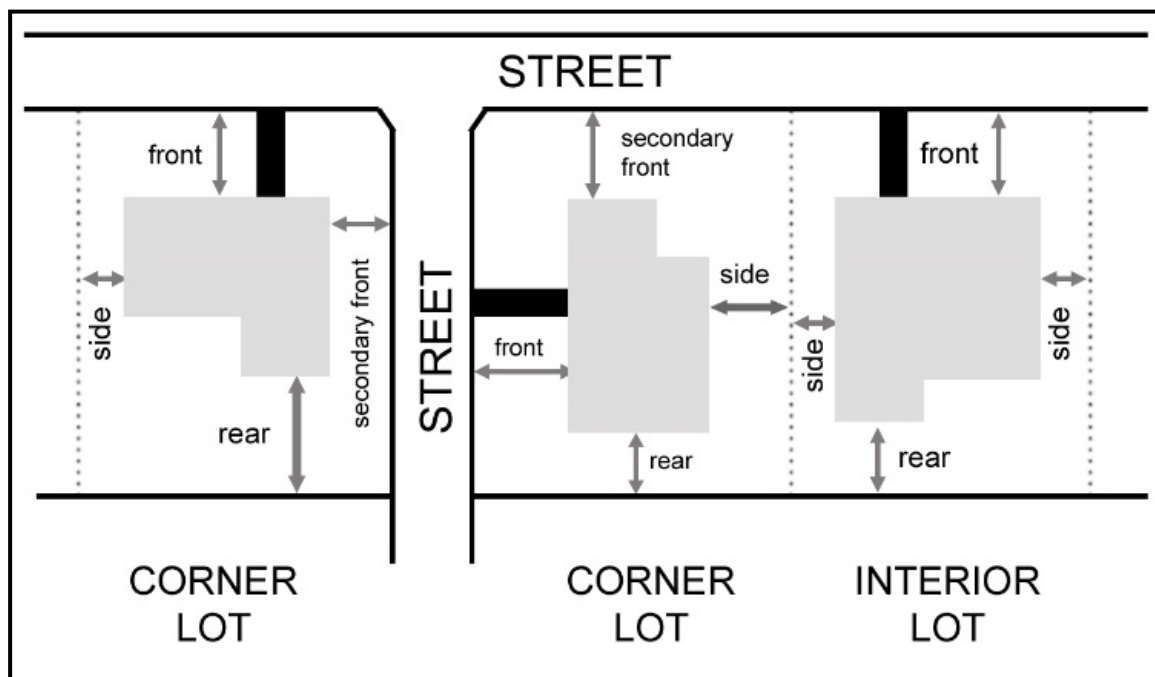 STREET
front
secondary front
side
rear
STREET
secondary
front
front
side
rear
front
side
side
rear
CORNER
LOT
CORNER
LOT
INTERIOR
LOT